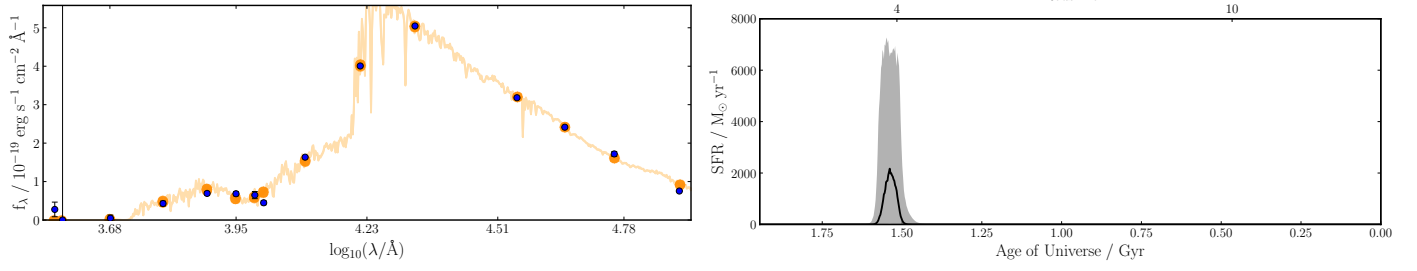 5
4
3
2
1
0
f_λ / 10^−19 erg s^−1 cm^−2 Å^−1
3.68 3.95 4.23 4.51 4.78
log_10(λ/Å)
4 10
8000
6000
4000
2000
0
SFR / M_⊙ yr^−1
1.75 1.50 1.25 1.00 0.75 0.50 0.25 0.00
Age of Universe / Gyr